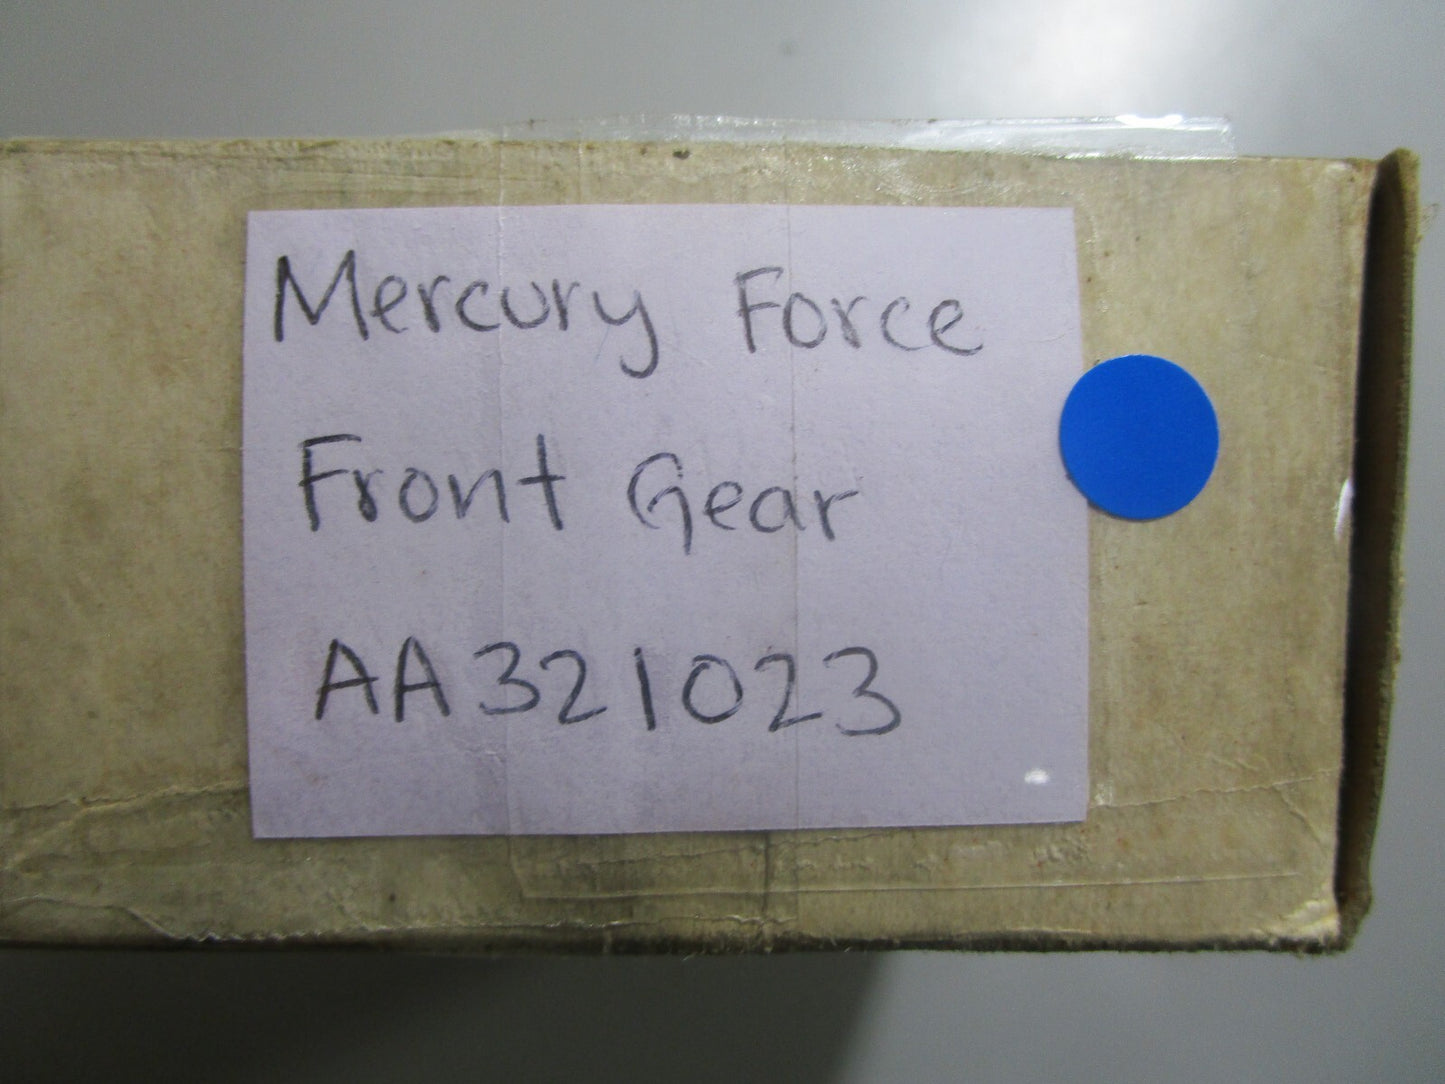 Mercury Force
Front Gear
AA321023